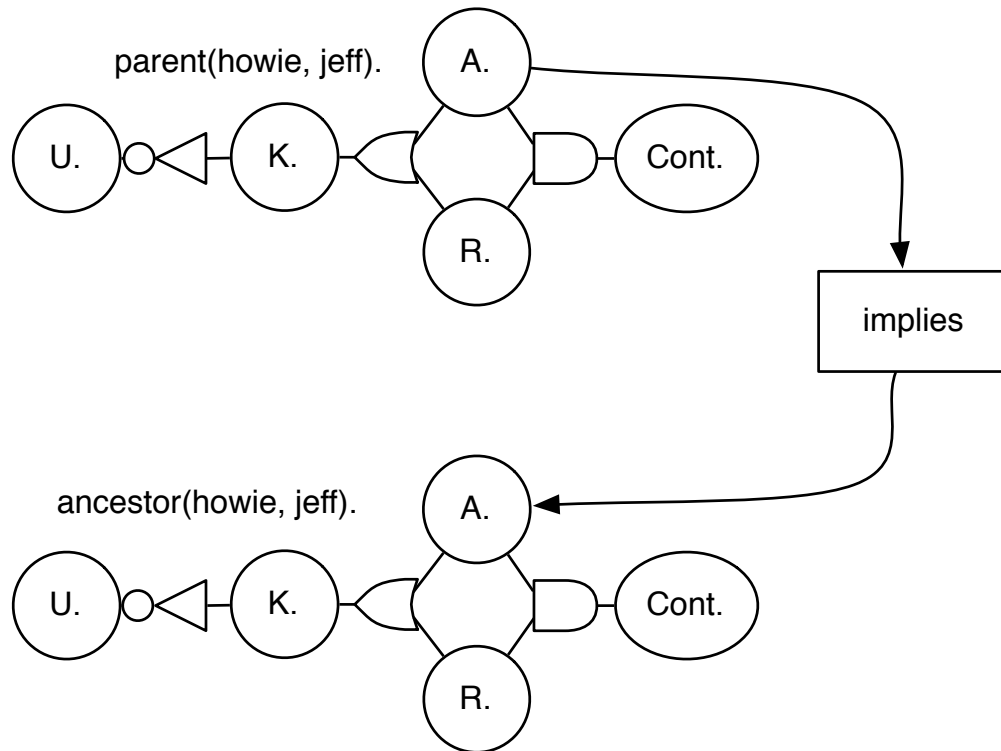 parent(howie, jeff).
A.
U.
K.
Cont.
R.
implies
ancestor(howie, jeff).
A.
U.
K.
Cont.
R.